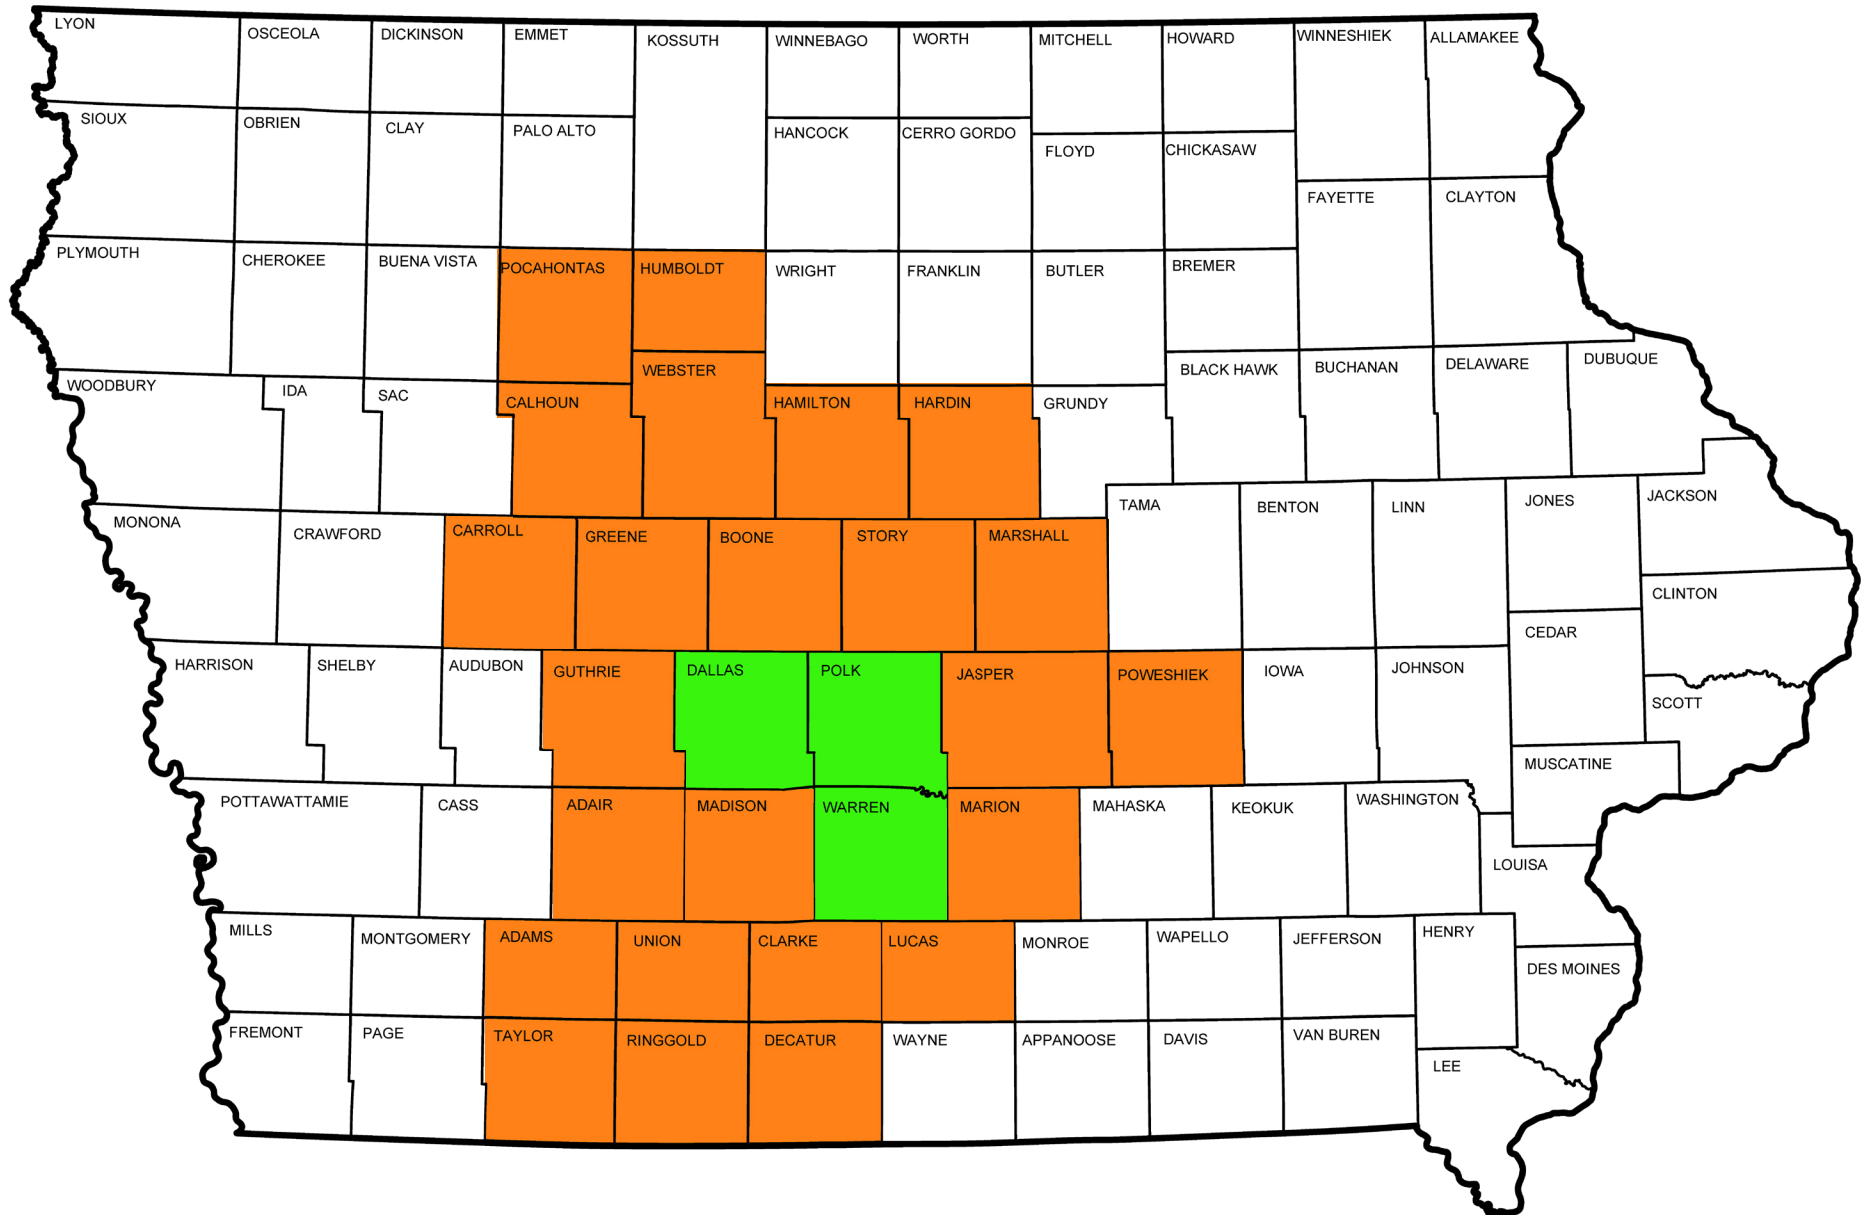 LYON
OSCEOLA
DICKINSON
EMMET
KOSSUTH
WINNEBAGO
WORTH
MITCHELL
HOWARD
WINNESHIEK
ALLAMAKEE
SIOUX
OBRIEN
CLAY
PALO ALTO
HANCOCK
CERRO GORDO
FLOYD
CHICKASAW
FAYETTE
CLAYTON
PLYMOUTH
CHEROKEE
BUENA VISTA
POCAHONTAS
HUMBOLDT
WRIGHT
FRANKLIN
BUTLER
BREMER
WOODBURY
IDA
SAC
CALHOUN
WEBSTER
HAMILTON
HARDIN
GRUNDY
BLACK HAWK
BUCHANAN
DELAWARE
DUBUQUE
MONONA
CRAWFORD
CARROLL
GREENE
BOONE
STORY
MARSHALL
TAMA
BENTON
LINN
JONES
JACKSON
CLINTON
CEDAR
HARRISON
SHELBY
AUDUBON
GUTHRIE
DALLAS
POLK
JASPER
POWESHIEK
IOWA
JOHNSON
SCOTT
MUSCATINE
POTTAWATTAMIE
CASS
ADAIR
MADISON
WARREN
MARION
MAHASKA
KEOKUK
WASHINGTON
LOUISA
MILLS
MONTGOMERY
ADAMS
UNION
CLARKE
LUCAS
MONROE
WAPELLO
JEFFERSON
HENRY
DES MOINES
FREMONT
PAGE
TAYLOR
RINGGOLD
DECATUR
WAYNE
APPANOOSE
DAVIS
VAN BUREN
LEE